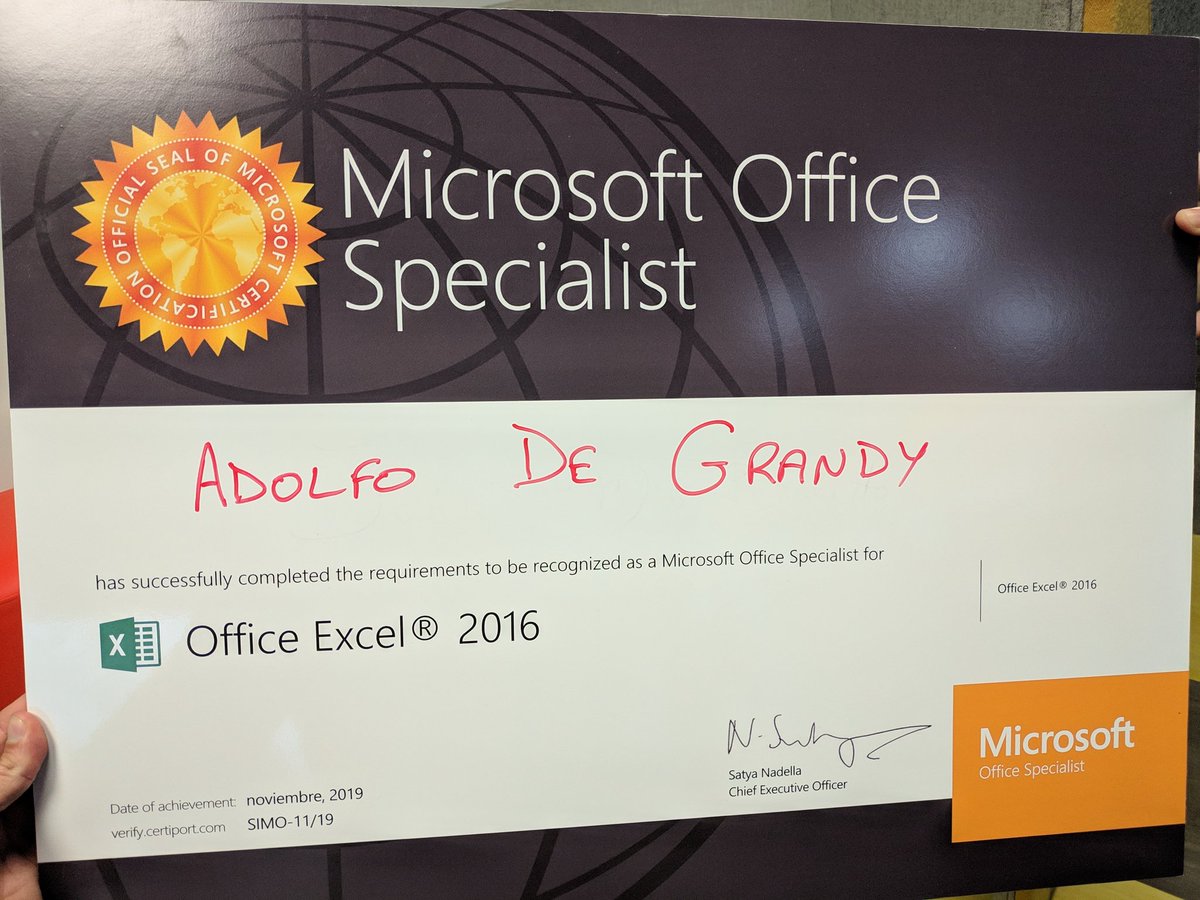 OFFICIAL SEAL OF MICROSOFT CERTIFICATION
Microsoft Office
Specialist
ADOLFO DE GRANDY
has successfully completed the requirements to be recognized as a Microsoft Office Specialist for
Office Excel® 2016
X
Office Excel® 2016
N. Satya
Satya Nadella
Chief Executive Officer
Microsoft
Office Specialist
Date of achievement: noviembre, 2019
verify.certiport.com SIMO-11/19